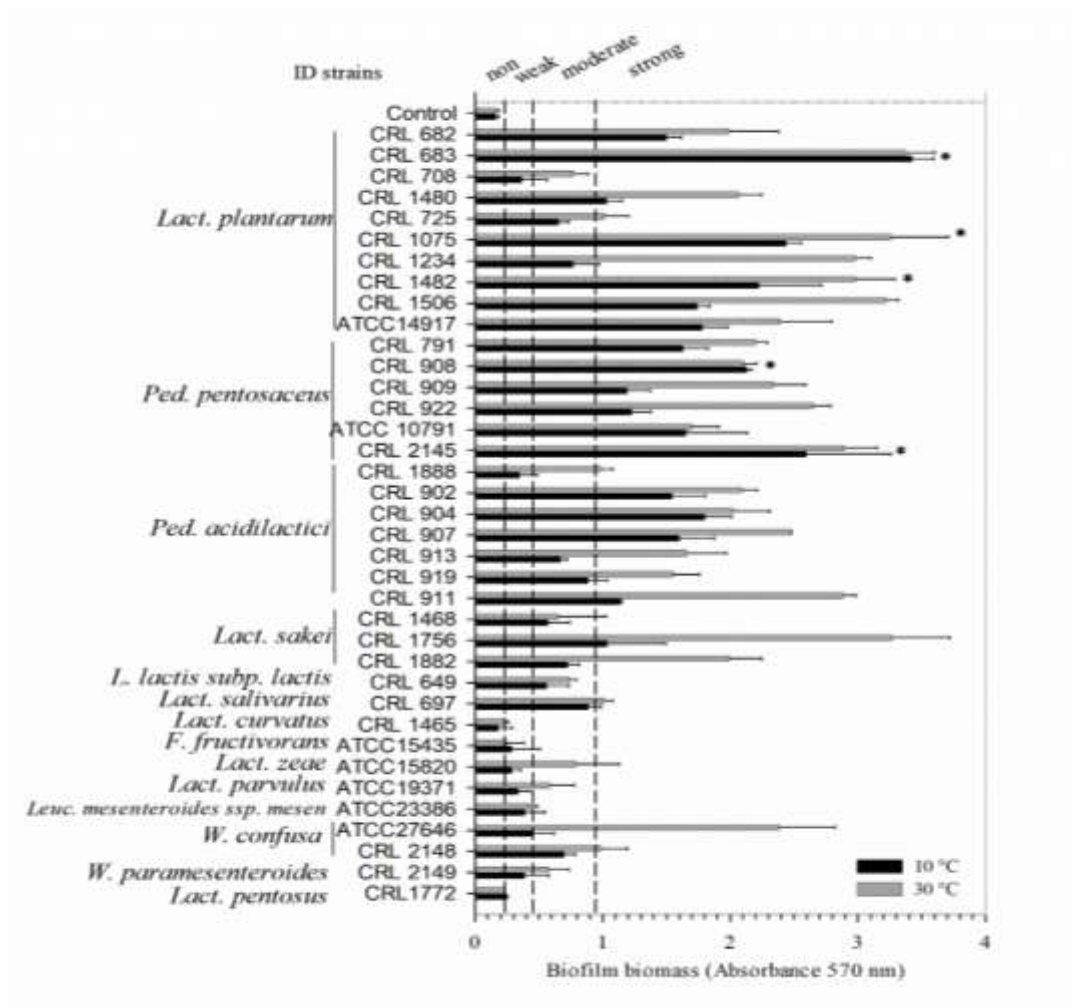 non weak moderate strong
ID strains
Control
CRL 682
CRL 683
CRL 708
CRL 1480
Lact. plantarum
CRL 725
CRL 1075
CRL 1234
CRL 1482
CRL 1506
ATCC14917
CRL 791
CRL 908
Ped. pentosaceus
CRL 909
CRL 922
ATCC 10791
CRL 2145
CRL 1888
CRL 902
CRL 904
Ped. acidilactici
CRL 907
CRL 913
CRL 919
CRL 911
CRL 1468
Lact. sakei
CRL 1756
CRL 1882
L. lactis subp. lactis
CRL 649
Lact. salivarius
CRL 697
Lact. curvatus
CRL 1465
F. fructivorans
ATCC15435
Lact. zeae
ATCC15820
Lact. parvulus
ATCC19371
Leuc. mesenteroides ssp. mesen
ATCC23386
W. confusa
ATCC27646
CRL 2148
W. paramesenteroides
CRL 2149
Lact. pentosus
CRL1772
10 °C
30 °C
0 1 2 3 4
Biofilm biomass (Absorbance 570 nm)